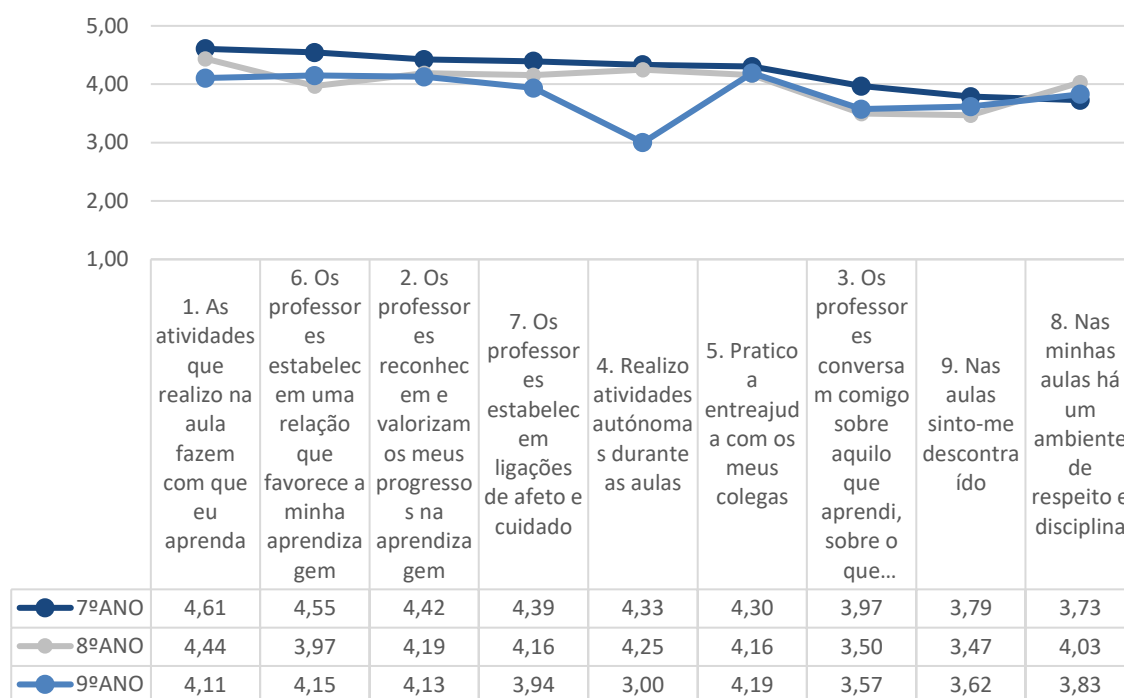 5,00
4,00
3,00
2,00
1,00
1. As
atividades
que
realizo na
aula
fazem
com que
eu
aprenda
6. Os
professor
es
estabelec
em uma
relação
que
favorece a
minha
aprendiza
gem
2. Os
professor
es
reconhec
em e
valorizam
os meus
progresso
s na
aprendiza
gem
7. Os
professor
es
estabelec
em
ligações
de afeto e
cuidado
4. Realizo
atividades
autónoma
s durante
as aulas
5. Pratico
a
entreajud
a com os
meus
colegas
3. Os
professor
es
conversa
m comigo
sobre
aquilo
que
aprendi,
sobre o
que…
9. Nas
aulas
sinto-me
descontra
ído
8. Nas
minhas
aulas há
um
ambiente
de
respeito e
disciplina
7ºANO 4,61 4,55 4,42 4,39 4,33 4,30 3,97 3,79 3,73
8ºANO 4,44 3,97 4,19 4,16 4,25 4,16 3,50 3,47 4,03
9ºANO 4,11 4,15 4,13 3,94 3,00 4,19 3,57 3,62 3,83